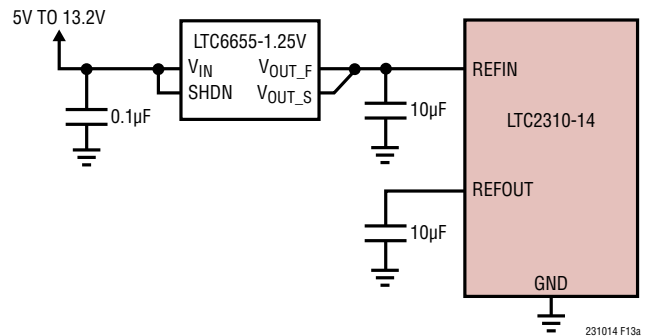 5V TO 13.2V
LTC6655-1.25V
VIN
SHDN
VOUT_F
VOUT_S
0.1µF
10µF
REFIN
LTC2310-14
REFOUT
10µF
GND
231014 F13a